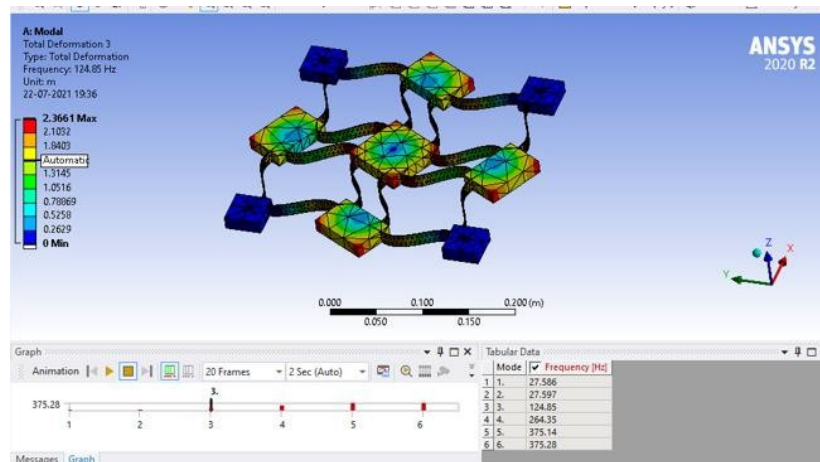 A: Modal
Total Deformation 3
Type: Total Deformation
Frequency: 124.85 Hz
Unit: m
22-07-2021 19:36
ANSYS
2020 R2
2.3661 Max
2.1032
1.8403
Automatic
1.3145
1.0516
0.78869
0.5258
0.2629
0 Min
Z
X
Y
0.000 0.100 0.200 (m)
0.050 0.150
Graph
Animation 20 Frames 2 Sec (Auto)
3.
375.28
1 2 3 4 5 6
Messages Graph
Tabular Data
Mode Frequency [Hz]
1 1. 27.586
2 2. 27.597
3 3. 124.85
4 4. 264.35
5 5. 375.14
6 6. 375.28